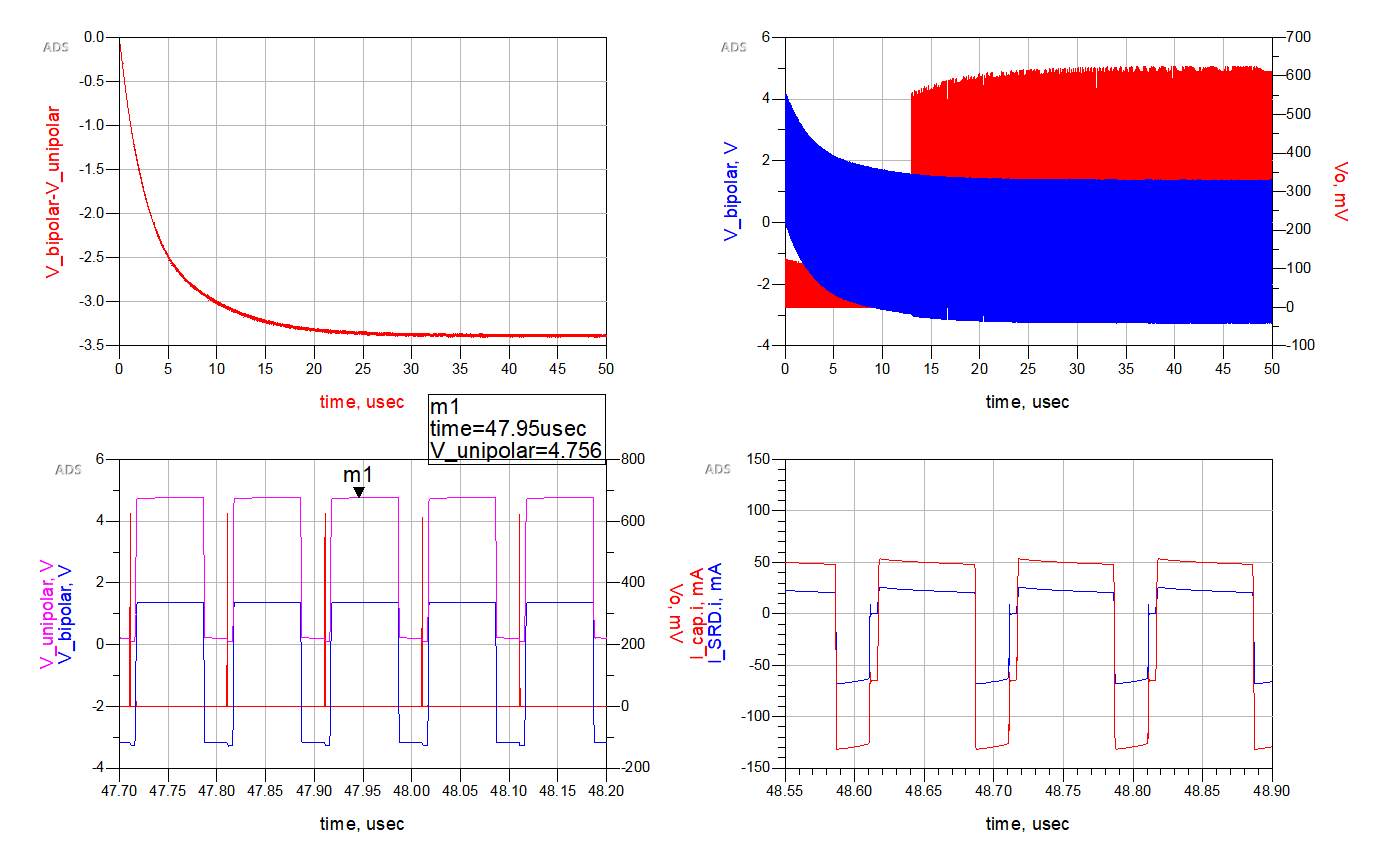 ADS
0.0
-0.5
-1.0
-1.5
-2.0
-2.5
-3.0
-3.5
V_bipolar-V_unipolar
0 5 10 15 20 25 30 35 40 45 50
time, usec
ADS
6
4
2
0
-2
-4
V_bipolar, V
700
600
500
400
300
200
100
0
-100
Vo, mV
0 5 10 15 20 25 30 35 40 45 50
time, usec
m1
time=47.95usec
V_unipolar=4.756
ADS
m1
6
4
2
0
-2
-4
V_unipolar, V
V_bipolar, V
800
600
400
200
0
-200
Vo, mV
47.70 47.75 47.80 47.85 47.90 47.95 48.00 48.05 48.10 48.15 48.20
time, usec
ADS
150
100
50
0
-50
-100
-150
I_cap.i, mA
I_SRD.i, mA
48.55 48.60 48.65 48.70 48.75 48.80 48.85 48.90
time, usec